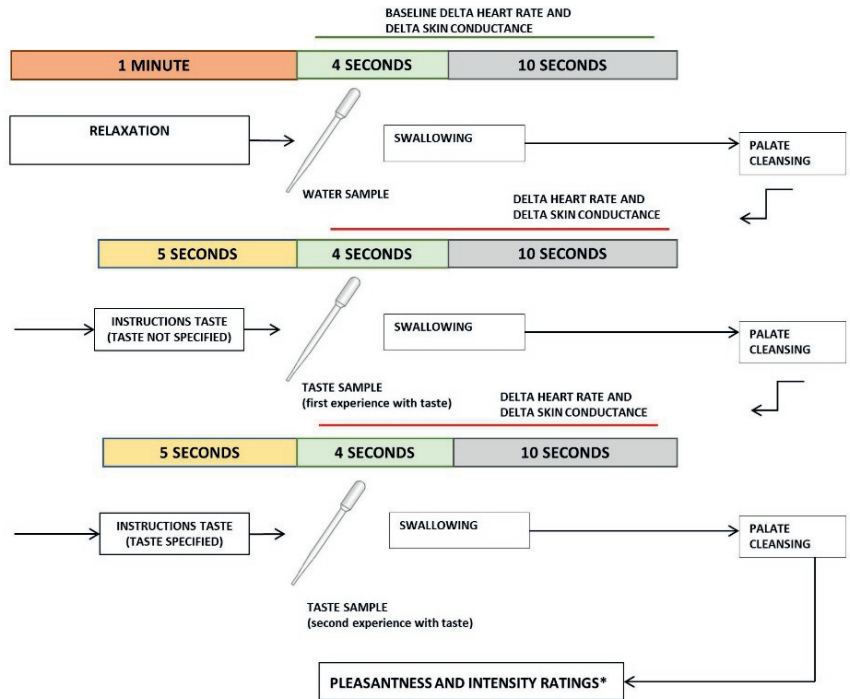 BASELINE DELTA HEART RATE AND
DELTA SKIN CONDUCTANCE
1 MINUTE
4 SECONDS
10 SECONDS
RELAXATION
SWALLOWING
PALATE
CLEANSING
WATER SAMPLE
DELTA HEART RATE AND
DELTA SKIN CONDUCTANCE
5 SECONDS
4 SECONDS
10 SECONDS
INSTRUCTIONS TASTE
(TASTE NOT SPECIFIED)
SWALLOWING
PALATE
CLEANSING
TASTE SAMPLE
(first experience with taste)
DELTA HEART RATE AND
DELTA SKIN CONDUCTANCE
5 SECONDS
4 SECONDS
10 SECONDS
INSTRUCTIONS TASTE
(TASTE SPECIFIED)
SWALLOWING
PALATE
CLEANSING
TASTE SAMPLE
(second experience with taste)
PLEASANTNESS AND INTENSITY RATINGS*